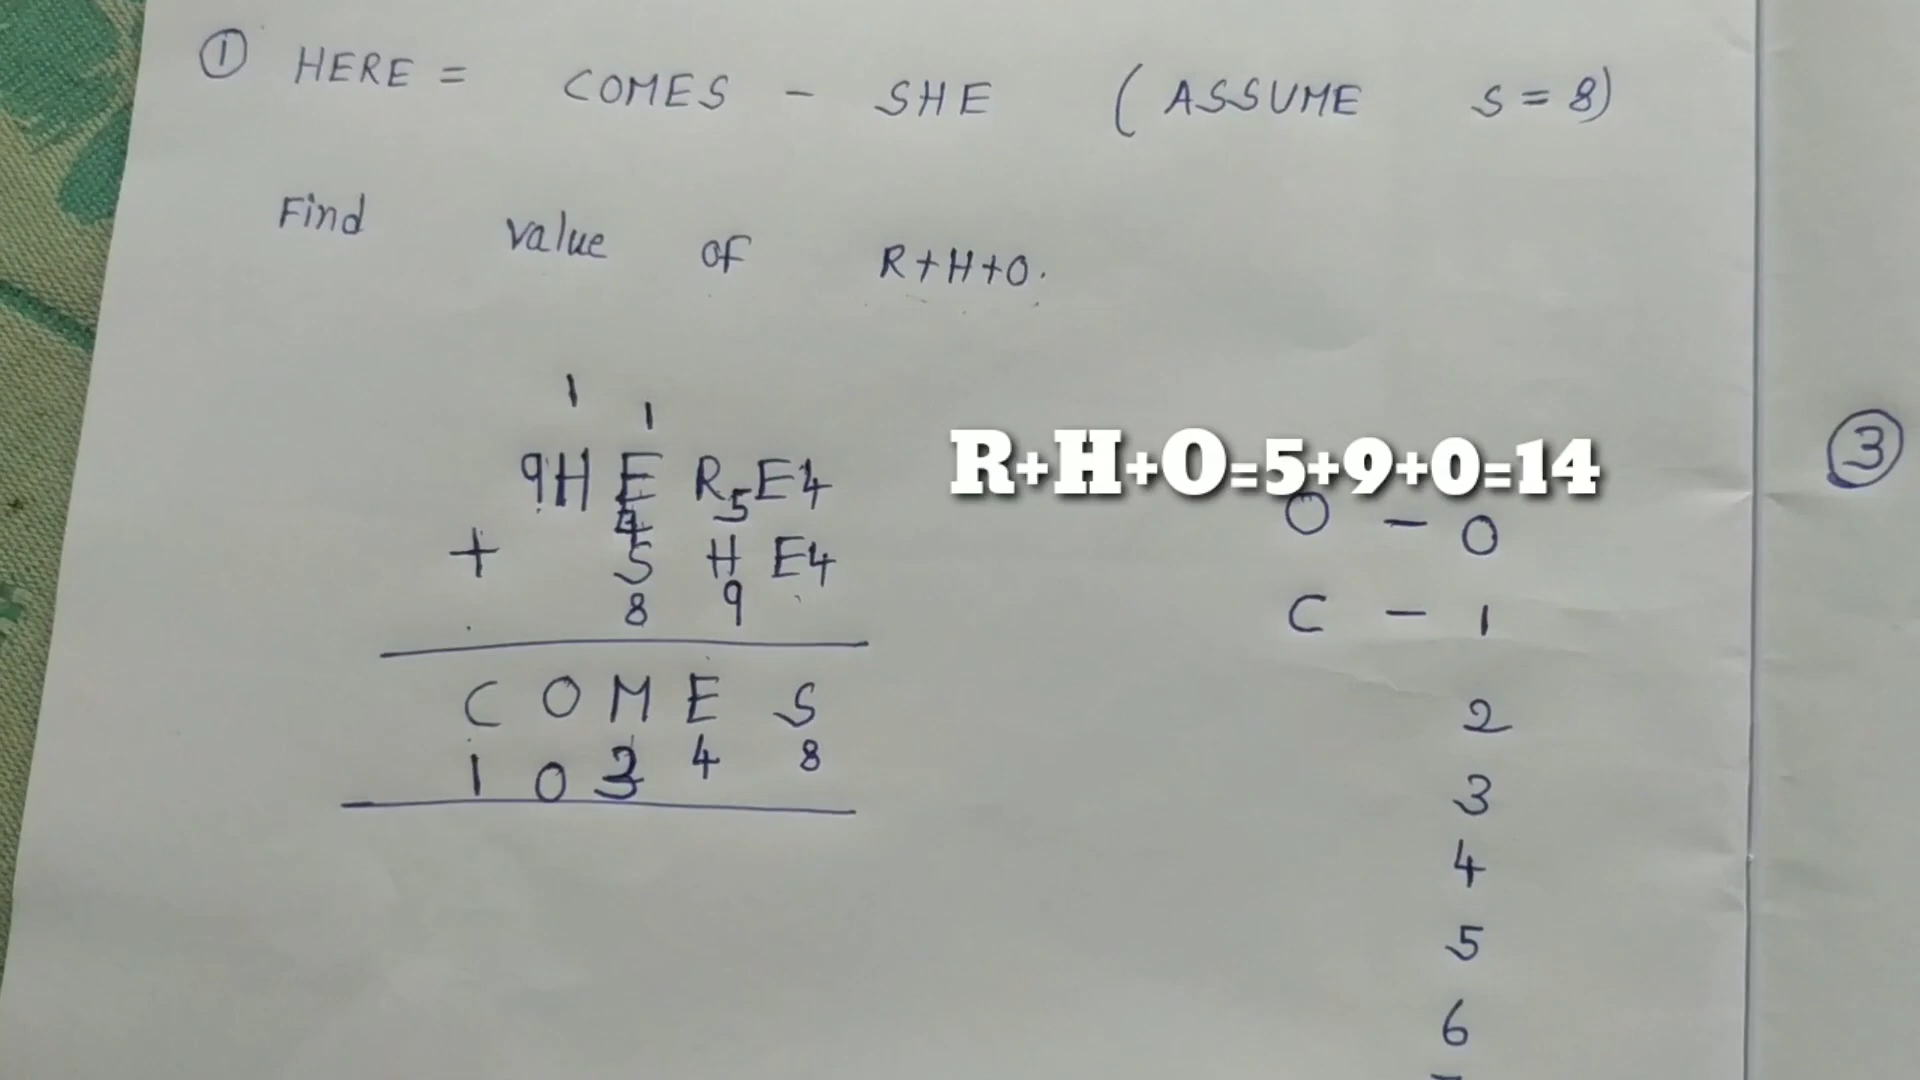 ① HERE = COMES - SHE (ASSUME S = 8)
Find value of R+H+O.
1 1
9H E R5 E4
4
+ S H E4
8 9
C O M E S
1 0 3 4 8
R+H+O=5+9+0=14
O - 0
C - 1
2
3
4
5
6
③